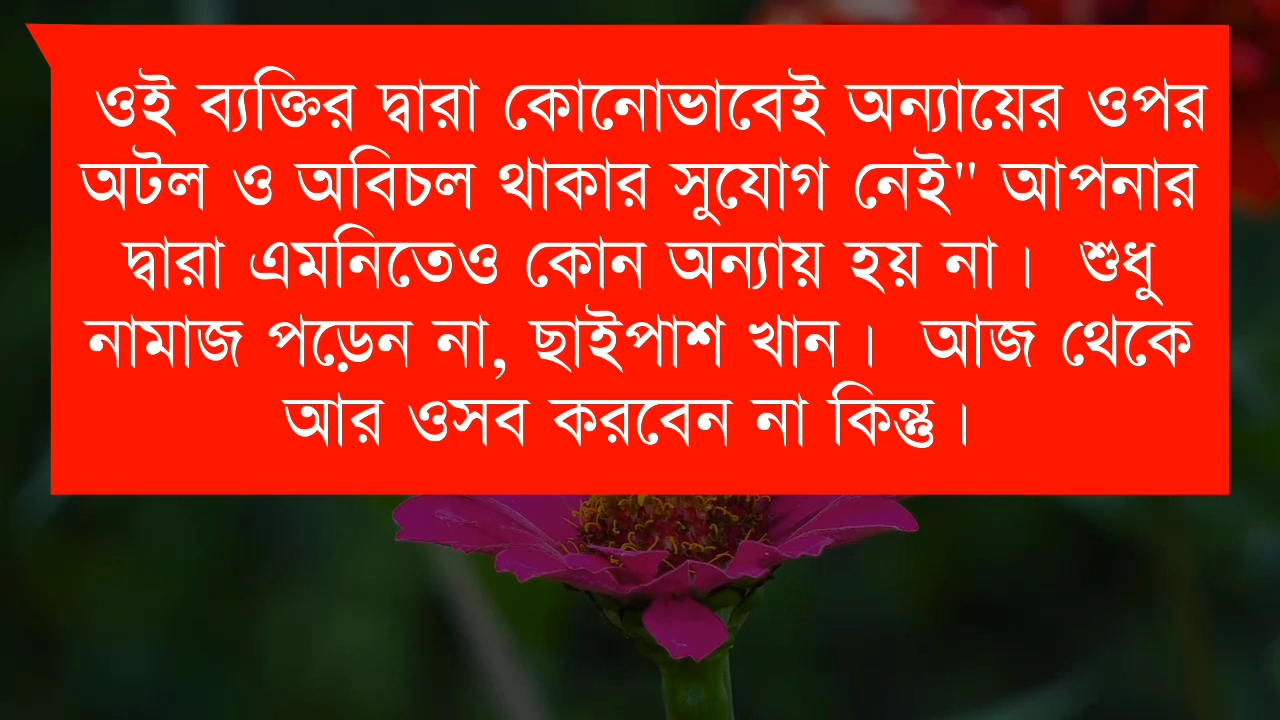 ওই ব্যক্তির দ্বারা কোনোভাবেই অন্যায়ের ওপর
অটল ও অবিচল থাকার সুযোগ নেই" আপনার
দ্বারা এমনিতেও কোন অন্যায় হয় না। শুধু
নামাজ পড়েন না, ছাইপাশ খান। আজ থেকে
আর ওসব করবেন না কিন্তু।